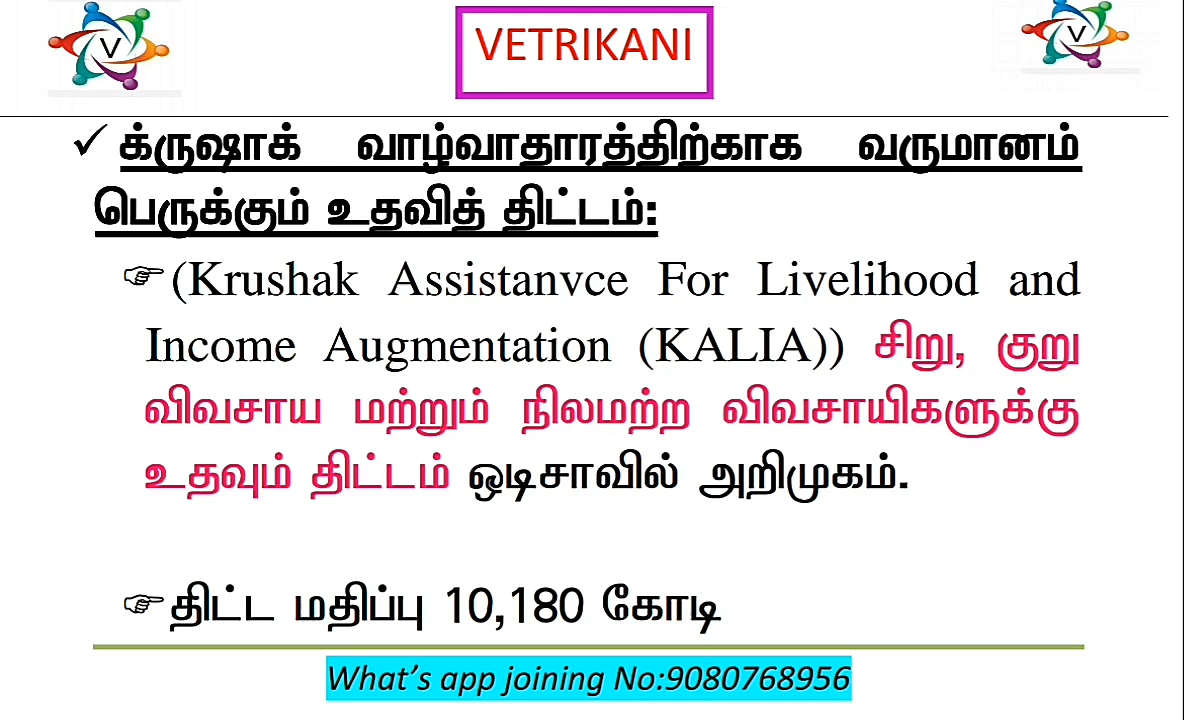 V
VETRIKANI
V
க்ருஷாக் வாழ்வாதாரத்திற்காக வருமானம்
பெருக்கும் உதவித் திட்டம்:
(Krushak Assistanvce For Livelihood and
Income Augmentation (KALIA)) சிறு, குறு
விவசாய மற்றும் நிலமற்ற விவசாயிகளுக்கு
உதவும் திட்டம் ஒடிசாவில் அறிமுகம்.
திட்ட மதிப்பு 10,180 கோடி
What's app joining No:9080768956